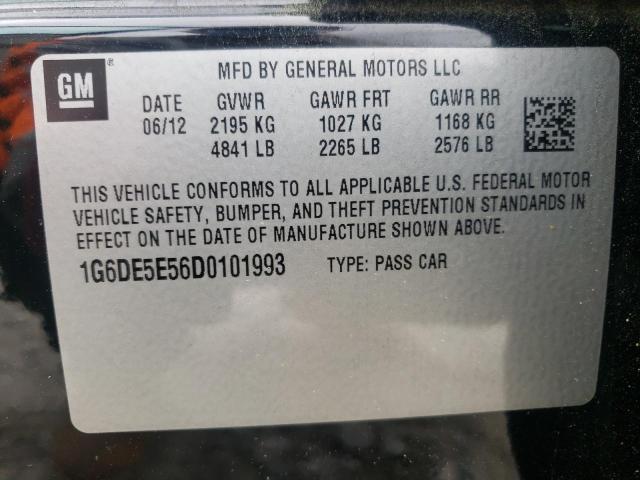 GM®
MFD BY GENERAL MOTORS LLC
DATE GVWR GAWR FRT GAWR RR
06/12 2195 KG 1027 KG 1168 KG
4841 LB 2265 LB 2576 LB
THIS VEHICLE CONFORMS TO ALL APPLICABLE U.S. FEDERAL MOTOR
VEHICLE SAFETY, BUMPER, AND THEFT PREVENTION STANDARDS IN
EFFECT ON THE DATE OF MANUFACTURE SHOWN ABOVE.
1G6DE5E56D0101993 TYPE: PASS CAR